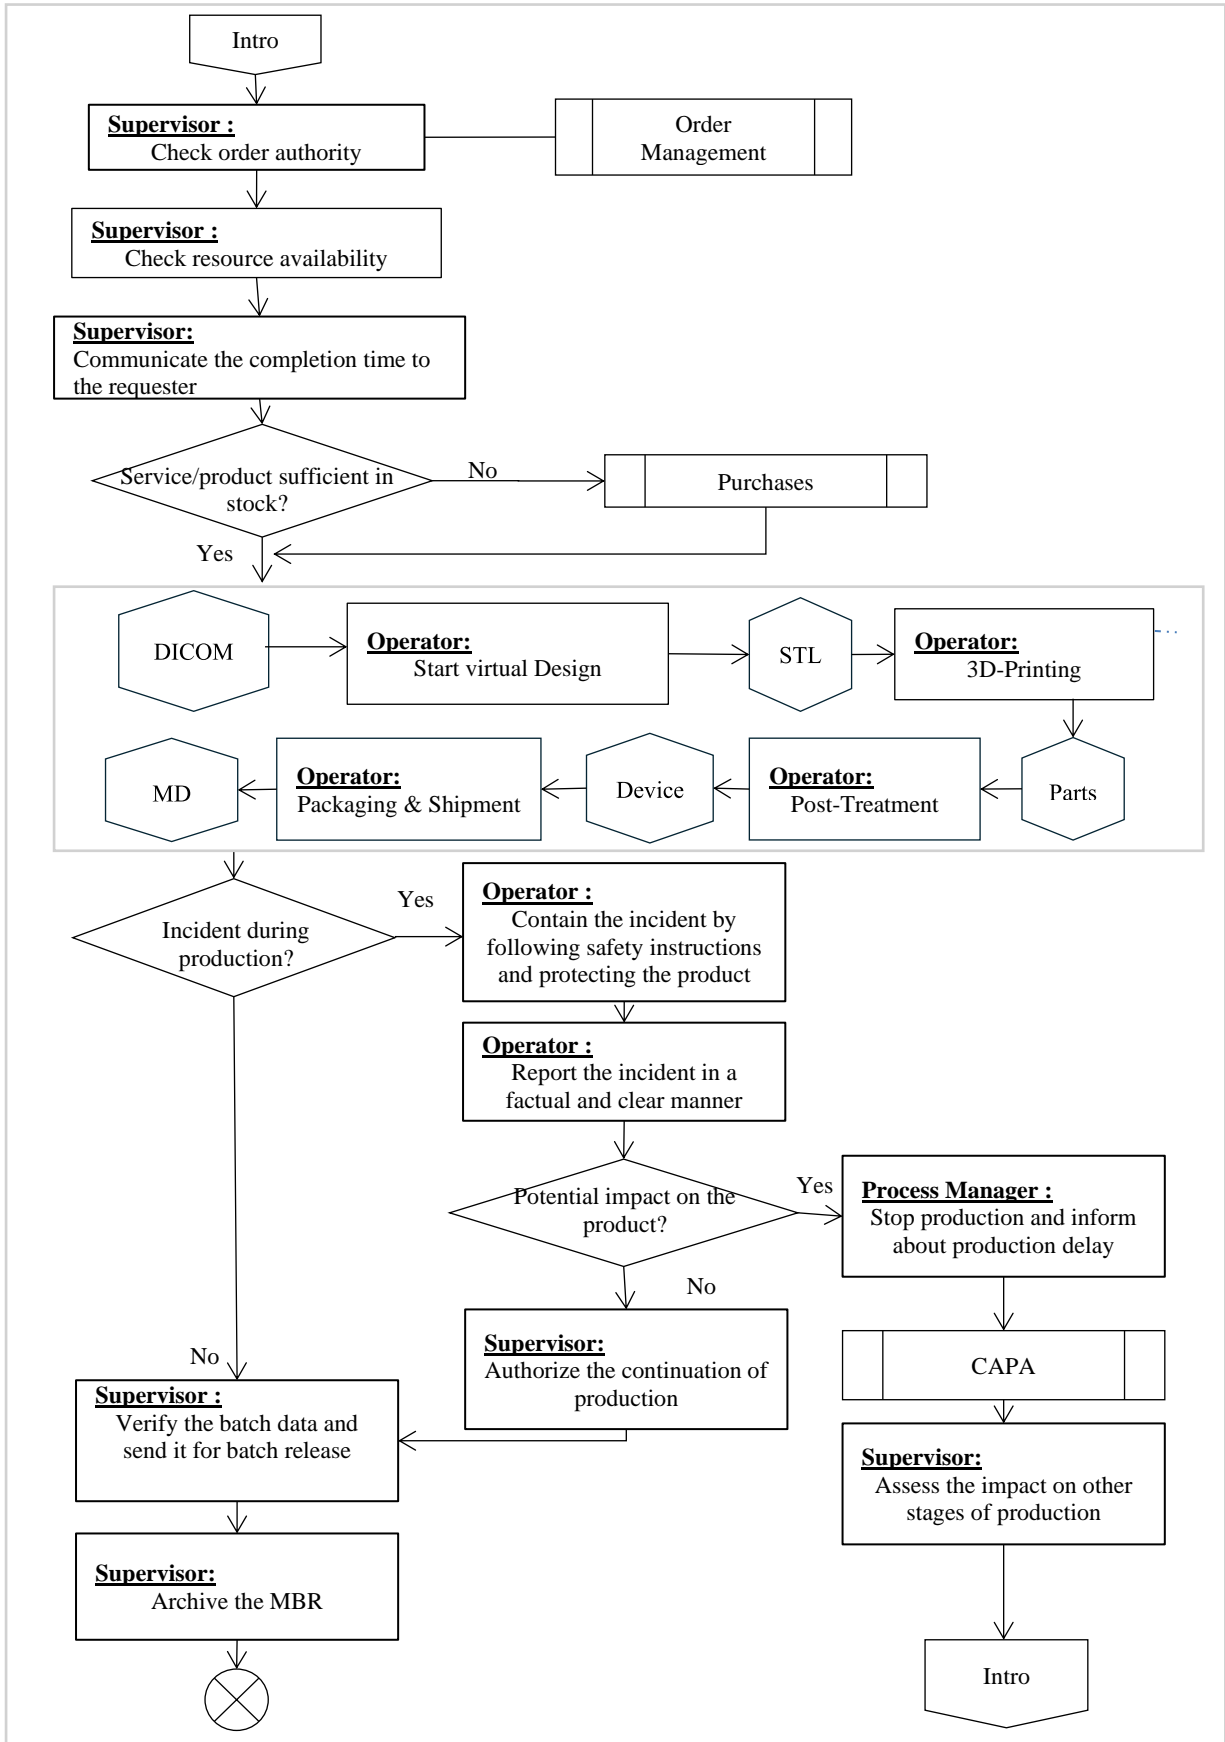 Intro
Supervisor :
Check order authority
Order
Management
Supervisor :
Check resource availability
Supervisor:
Communicate the completion time to
the requester
Service/product sufficient in
stock?
No
Purchases
Yes
DICOM
Operator:
Start virtual Design
STL
Operator:
3D-Printing
MD
Operator:
Packaging & Shipment
Device
Operator:
Post-Treatment
Parts
Incident during
production?
Yes
Operator :
Contain the incident by
following safety instructions
and protecting the product
Operator :
Report the incident in a
factual and clear manner
Potential impact on the
product?
Yes
Process Manager :
Stop production and inform
about production delay
No
No
Supervisor:
Authorize the continuation of
production
CAPA
Supervisor :
Verify the batch data and
send it for batch release
Supervisor:
Assess the impact on other
stages of production
Supervisor:
Archive the MBR
Intro